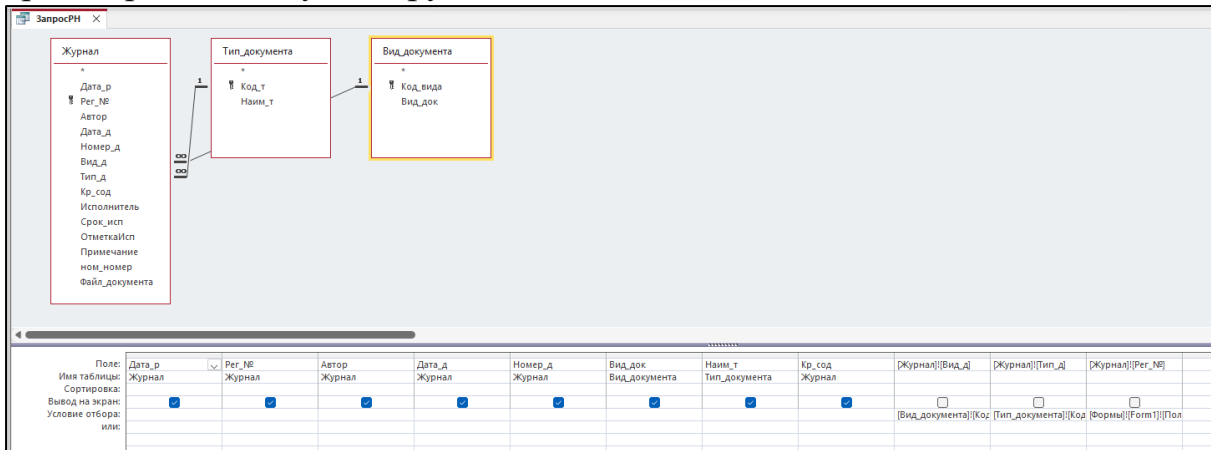 ЗапросРН
Журнал
*
Дата_р
Рег_№
Автор
Дата_д
Номер_д
Вид_д
Тип_д
Кр_сод
Исполнитель
Срок_исп
ОтметкаИсп
Примечание
ном_номер
Файл_документа
Тип_документа
*
Код_т
Наим_т
Вид_документа
*
Код_вида
Вид_док
1
1
∞
∞
Поле: Дата_р Рег_№ Автор Дата_д Номер_д Вид_док Наим_т Кр_сод [Журнал]![Вид_д] [Журнал]![Тип_д] [Журнал]![Рег_№]
Имя таблицы: Журнал Журнал Журнал Журнал Журнал Вид_документа Тип_документа Журнал
Сортировка:
Вывод на экран:
Условие отбора: [Вид_документа]![Код [Тип_документа]![Код [Формы]![Form1]![Пол
или: